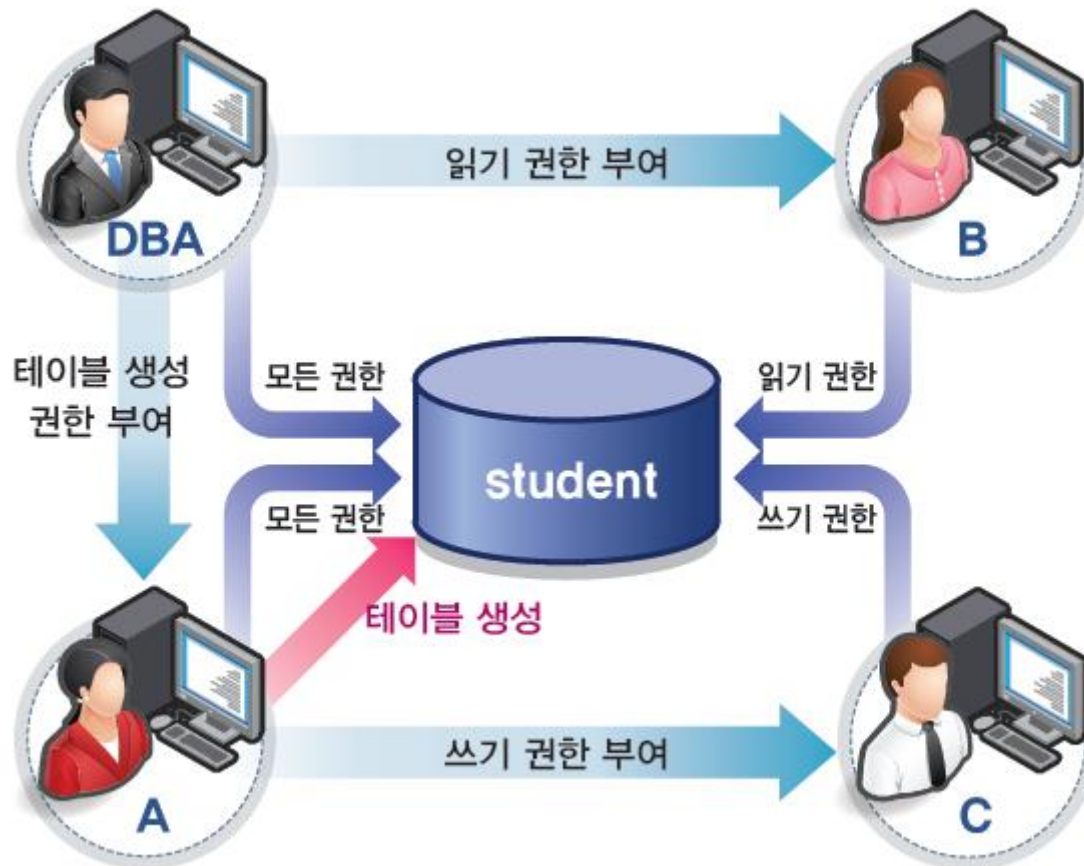 DBA
읽기 권한 부여
B
테이블 생성
권한 부여
모든 권한
읽기 권한
student
모든 권한
쓰기 권한
테이블 생성
A
쓰기 권한 부여
C